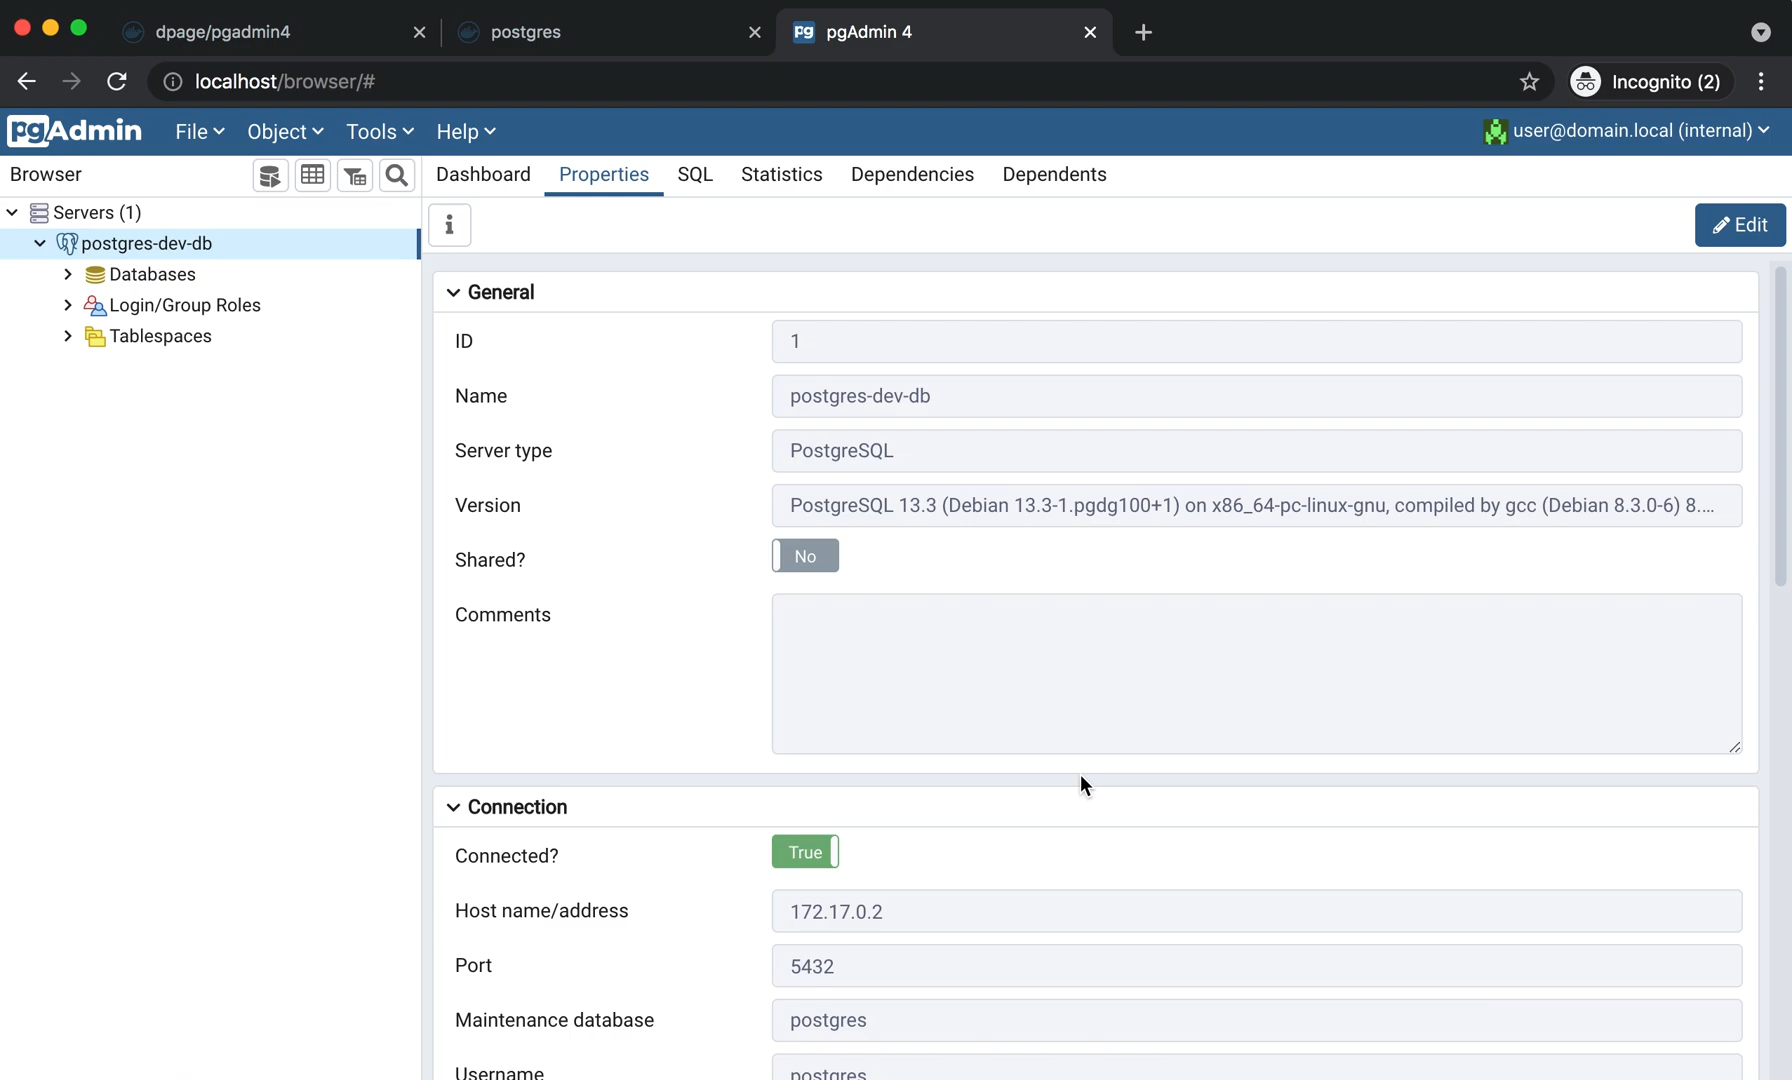 dpage/pgadmin4
postgres
pgAdmin 4
localhost/browser/#
Incognito (2)
pgAdmin
File
Object
Tools
Help
user@domain.local (internal)
Browser
Dashboard
Properties
SQL
Statistics
Dependencies
Dependents
Servers (1)
postgres-dev-db
Databases
Login/Group Roles
Tablespaces
i
Edit
General
ID
1
Name
postgres-dev-db
Server type
PostgreSQL
Version
PostgreSQL 13.3 (Debian 13.3-1.pgdg100+1) on x86_64-pc-linux-gnu, compiled by gcc (Debian 8.3.0-6) 8....
Shared?
No
Comments
Connection
Connected?
True
Host name/address
172.17.0.2
Port
5432
Maintenance database
postgres
Username
postgres